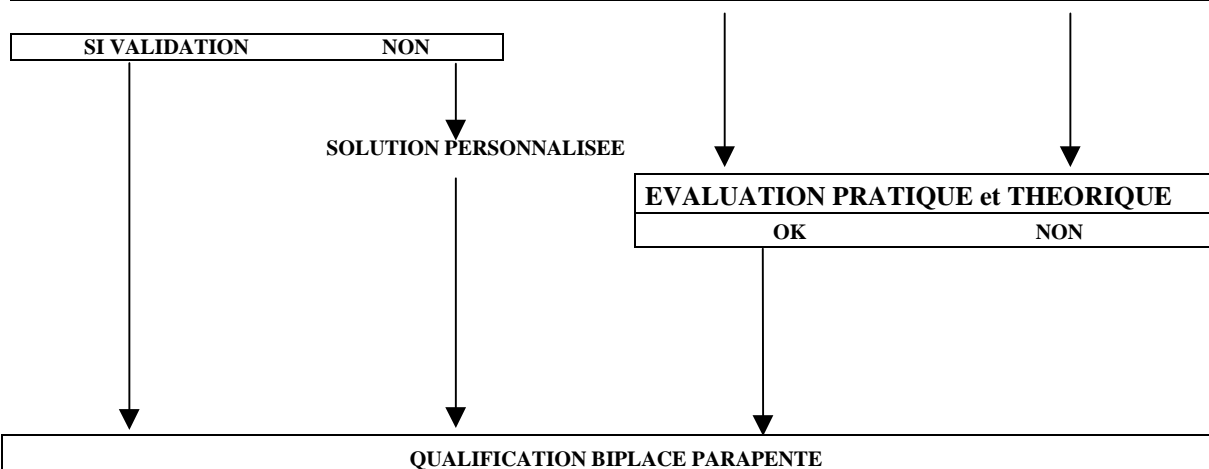 SI VALIDATION NON
SOLUTION PERSONNALISEE
EVALUATION PRATIQUE et THEORIQUE
OK NON
QUALIFICATION BIPLACE PARAPENTE